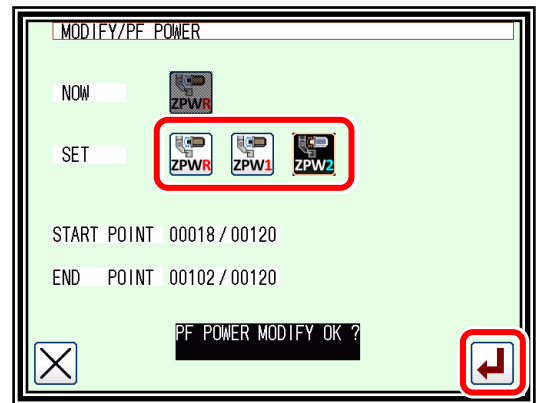 MODIFY/PF POWER
NOW
ZPWR
SET
ZPWR ZPW1 ZPW2
START POINT 00018/00120
END POINT 00102/00120
PF POWER MODIFY OK ?